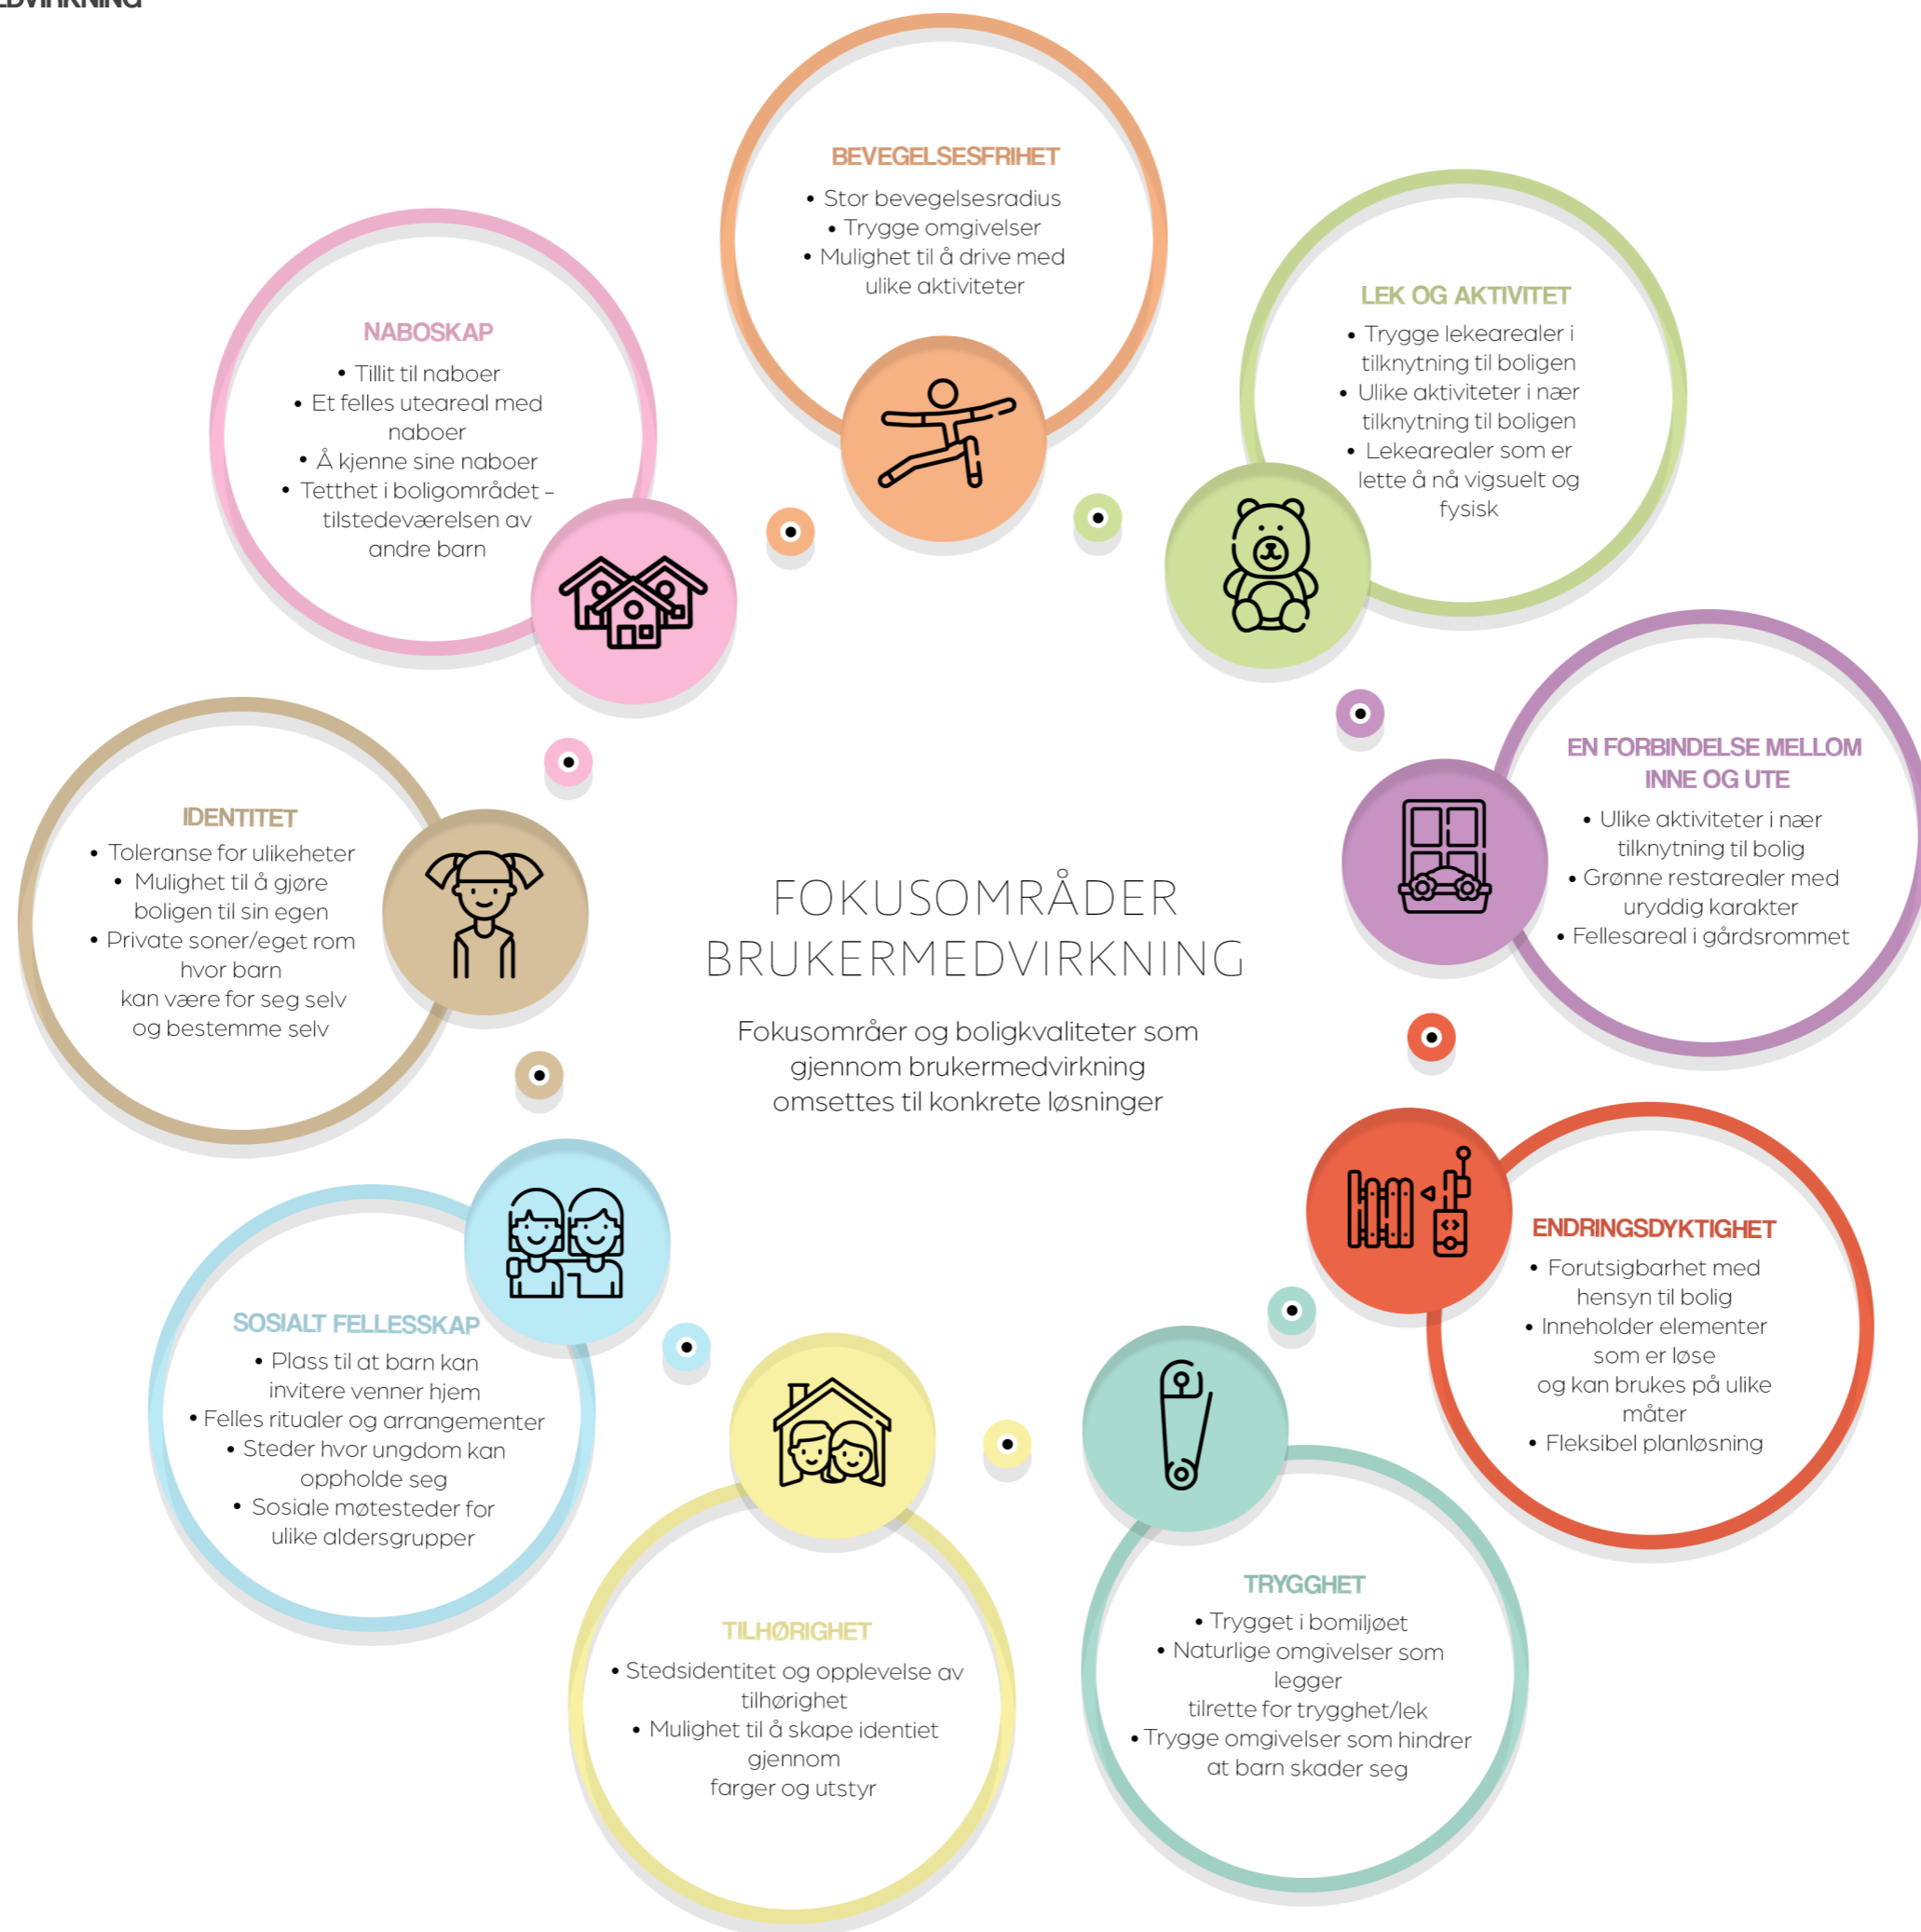 BEVEGELSESFRIHET
• Stor bevegelsesradius
• Trygge omgivelser
• Mulighet til å drive med
ulike aktiviteter
LEK OG AKTIVITET
• Trygge lekearealer i
tilknytning til boligen
• Ulike aktiviteter i nær
tilknytning til boligen
• Lekearealer som er
lette å nå vigsuelt og
fysisk
EN FORBINDELSE MELLOM
INNE OG UTE
• Ulike aktiviteter i nær
tilknytning til bolig
• Grønne restarealer med
uryddig karakter
• Fellesareal i gårdsrommet
ENDRINGSDYKTIGHET
• Forutsigbarhet med
hensyn til bolig
• Inneholder elementer
som er løse
og kan brukes på ulike
måter
• Fleksibel planløsning
TRYGGHET
• Trygget i bomiljøet
• Naturlige omgivelser som
legger
tilrette for trygghet/lek
• Trygge omgivelser som hindrer
at barn skader seg
TILHØRIGHET
• Stedsidentitet og opplevelse av
tilhørighet
• Mulighet til å skape identiet
gjennom
farger og utstyr
SOSIALT FELLESSKAP
• Plass til at barn kan
invitere venner hjem
• Felles ritualer og arrangementer
• Steder hvor ungdom kan
oppholde seg
• Sosiale møtesteder for
ulike aldersgrupper
IDENTITET
• Toleranse for ulikeheter
• Mulighet til å gjøre
boligen til sin egen
• Private soner/eget rom
hvor barn
kan være for seg selv
og bestemme selv
NABOSKAP
• Tillit til naboer
• Et felles uteareal med
naboer
• Å kjenne sine naboer
• Tetthet i boligområdet -
tilstedeværelsen av
andre barn
FOKUSOMRÅDER
BRUKERMEDVIRKNING
Fokusområer og boligkvaliteter som
gjennom brukermedvirkning
omsettes til konkrete løsninger